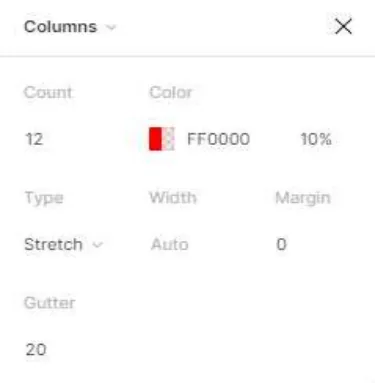 Columns
Count Color
12 FF0000 10%
Type Width Margin
Stretch Auto 0
Gutter
20